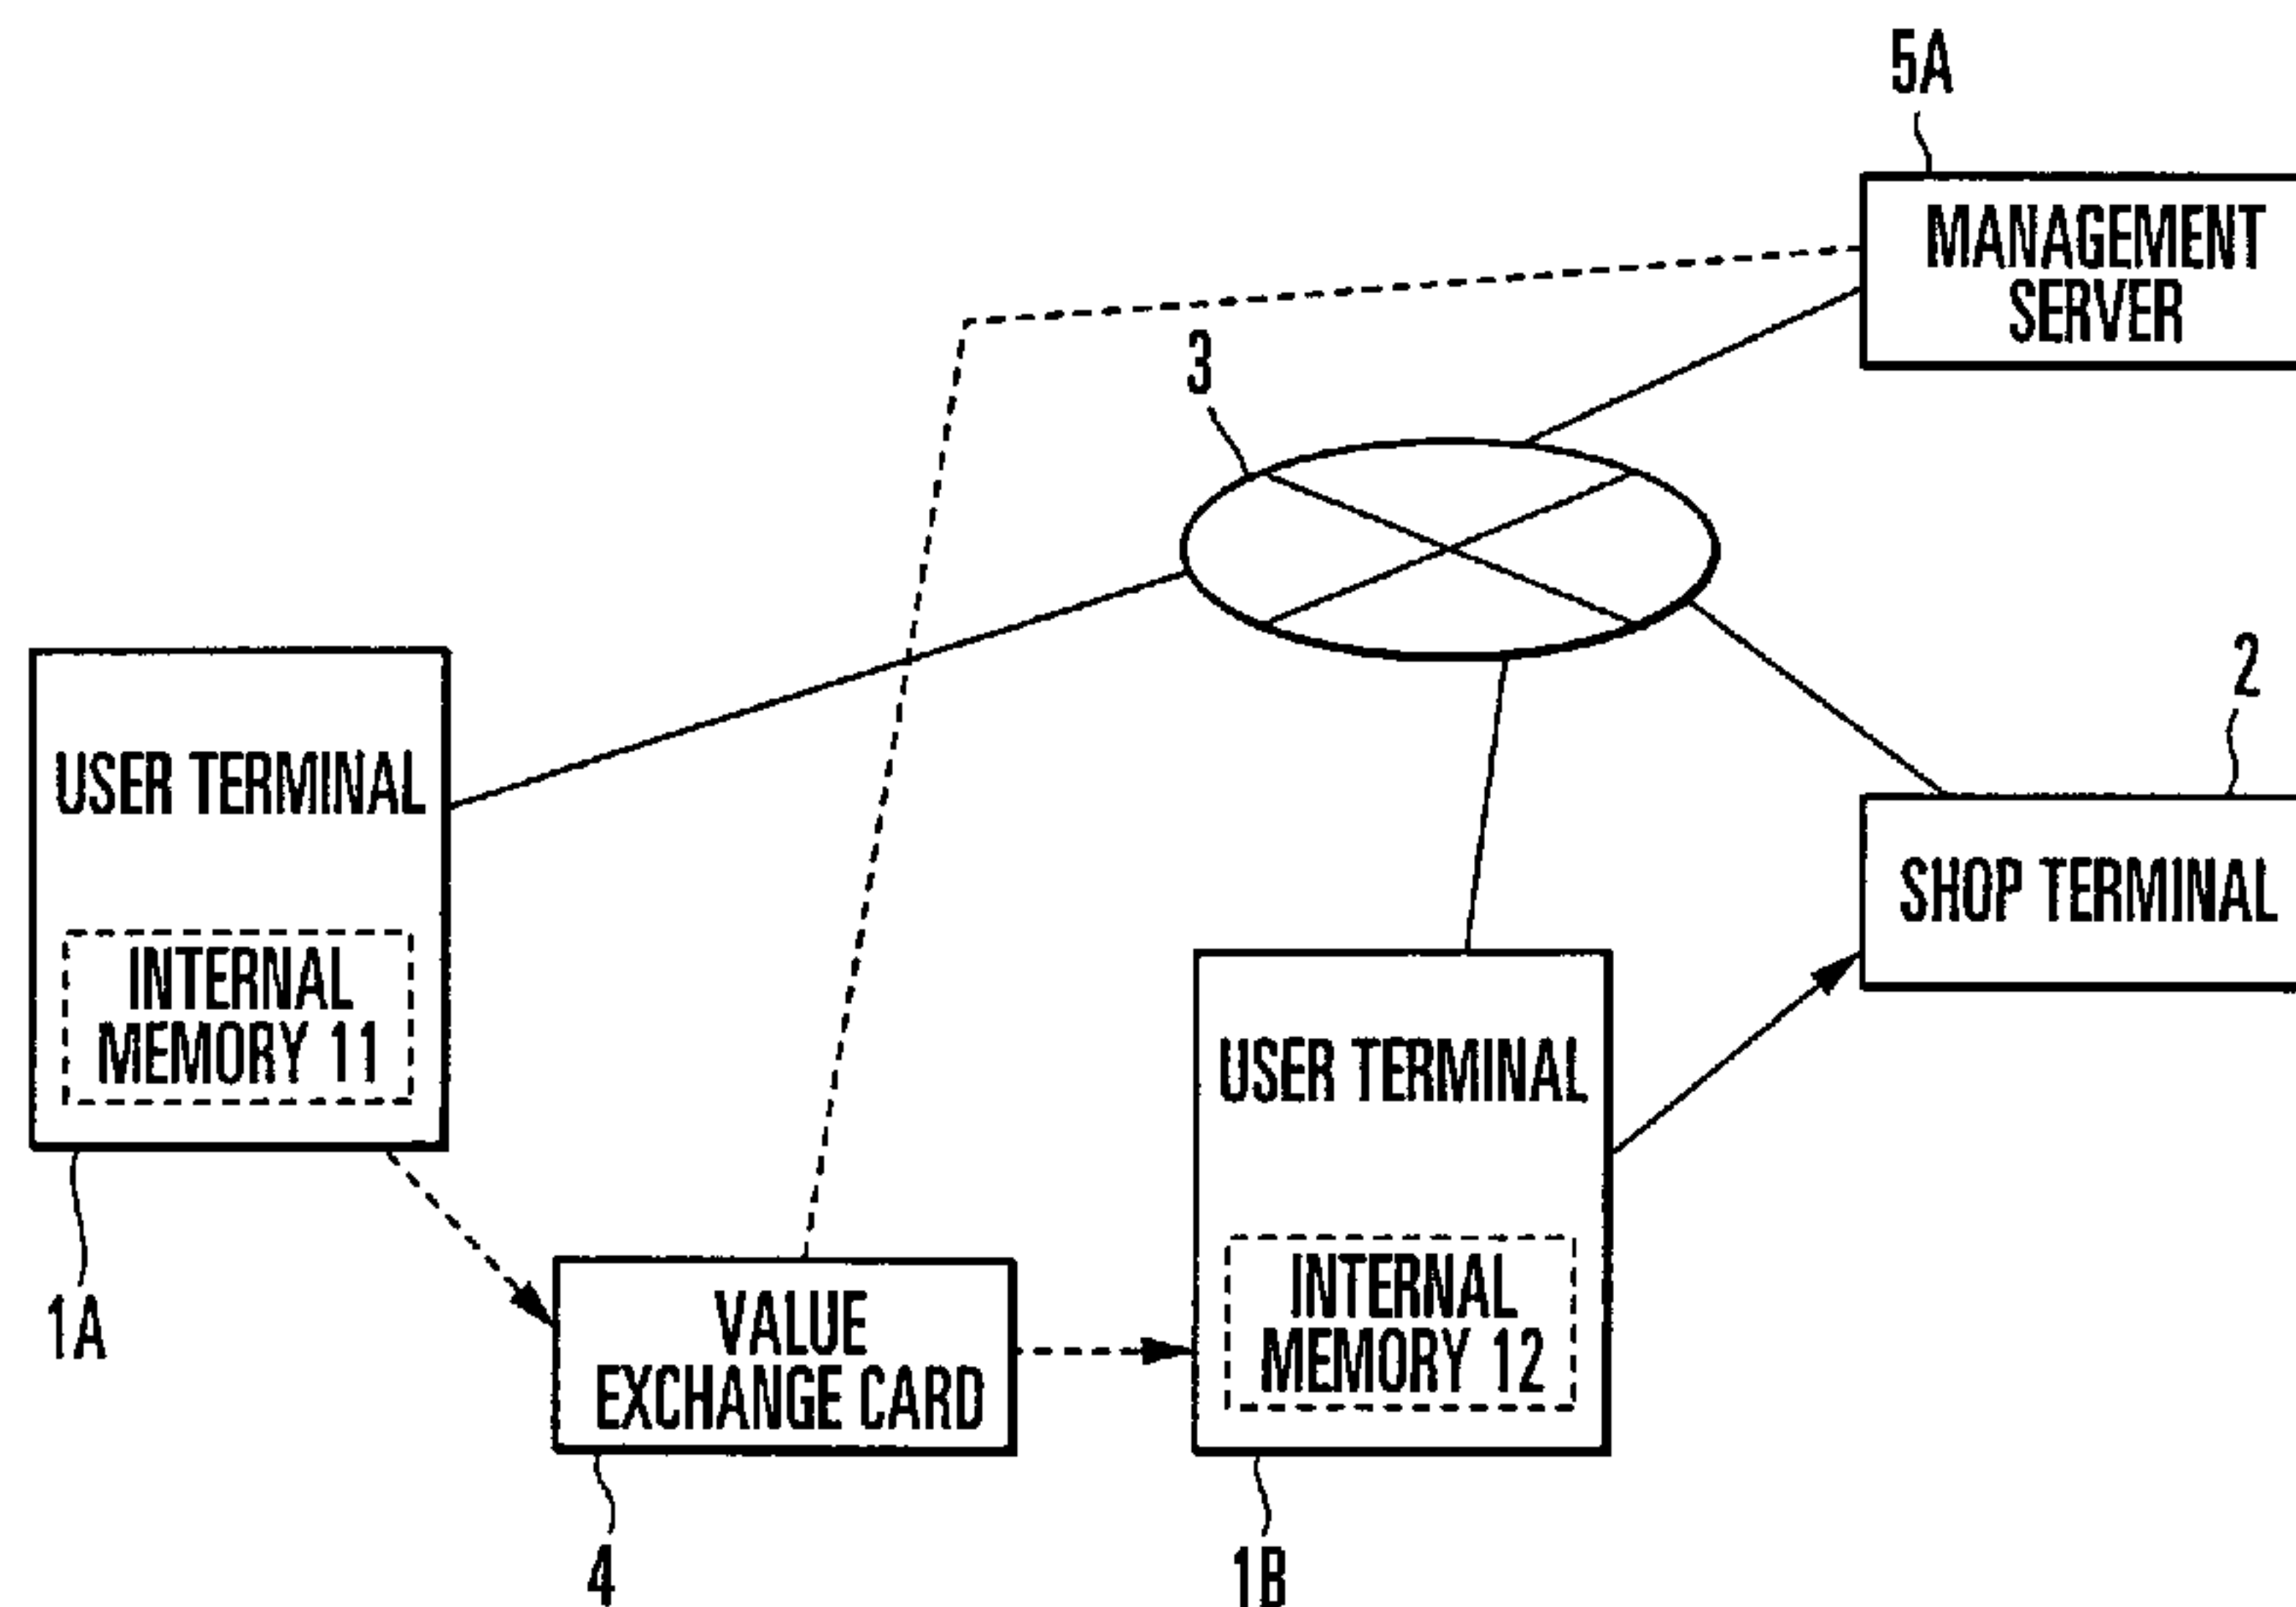 5A
MANAGEMENT
SERVER
3
2
USER TERMINAL
SHOP TERMINAL
INTERNAL
MEMORY 11
USER TERMINAL
INTERNAL
MEMORY 12
VALUE
EXCHANGE CARD
1A
4
1B